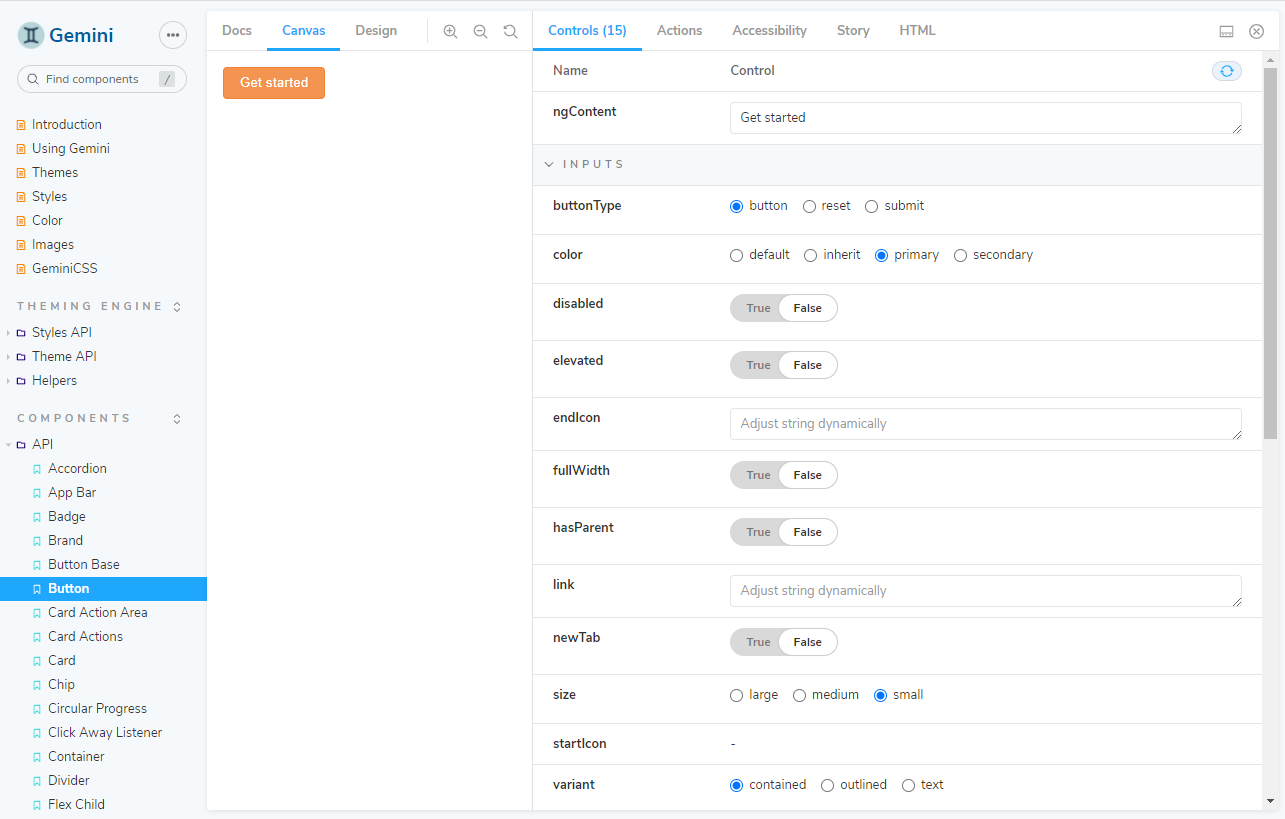 Gemini
Find components /
Introduction
Using Gemini
Themes
Styles
Color
Images
GeminiCSS
THEMING ENGINE
Styles API
Theme API
Helpers
COMPONENTS
API
Accordion
App Bar
Badge
Brand
Button Base
Button
Card Action Area
Card Actions
Card
Chip
Circular Progress
Click Away Listener
Container
Divider
Flex Child
Docs Canvas Design
Get started
Controls (15) Actions Accessibility Story HTML
Name Control
ngContent Get started
INPUTS
buttonType button reset submit
color default inherit primary secondary
disabled True False
elevated True False
endIcon Adjust string dynamically
fullWidth True False
hasParent True False
link Adjust string dynamically
newTab True False
size large medium small
startIcon -
variant contained outlined text